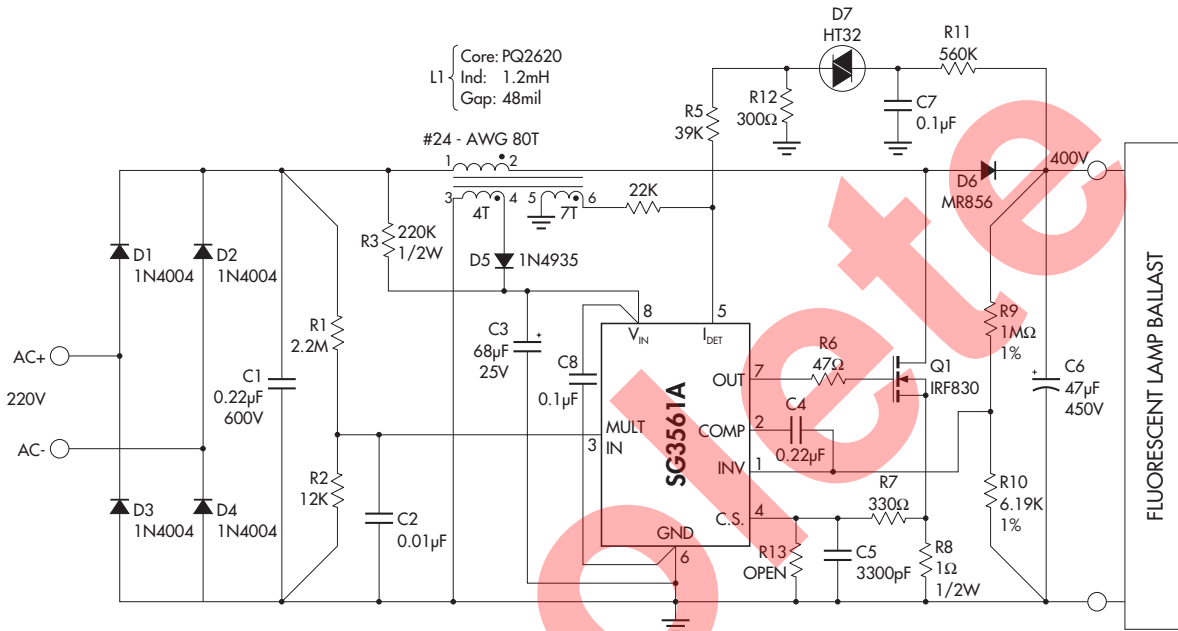 D7
HT32
R11
560K
Core: PQ2620
L1 { Ind: 1.2mH
Gap: 48mil
R5
39K
R12
300Ω
C7
0.1µF
#24 - AWG 80T
1 2
400V
D6
MR856
3 4 5 6
4T 7T
22K
R3
220K
1/2W
D5 1N4935
D1
1N4004
D2
1N4004
8
5
V_IN
I_DET
R1
2.2M
C3
68µF
25V
C8
0.1µF
R9
1MΩ
1%
AC+
220V
AC-
C1
0.22µF
600V
OUT 7
R6
47Ω
Q1
IRF830
C6
47µF
450V
SG3561A
MULT
IN
3
COMP 2
C4
0.22µF
INV 1
R2
12K
C2
0.01µF
C.S. 4
R7
330Ω
R10
6.19K
1%
D3
1N4004
D4
1N4004
GND
6
R13
OPEN
C5
3300pF
R8
1Ω
1/2W
FLUORESCENT LAMP BALLAST
olete